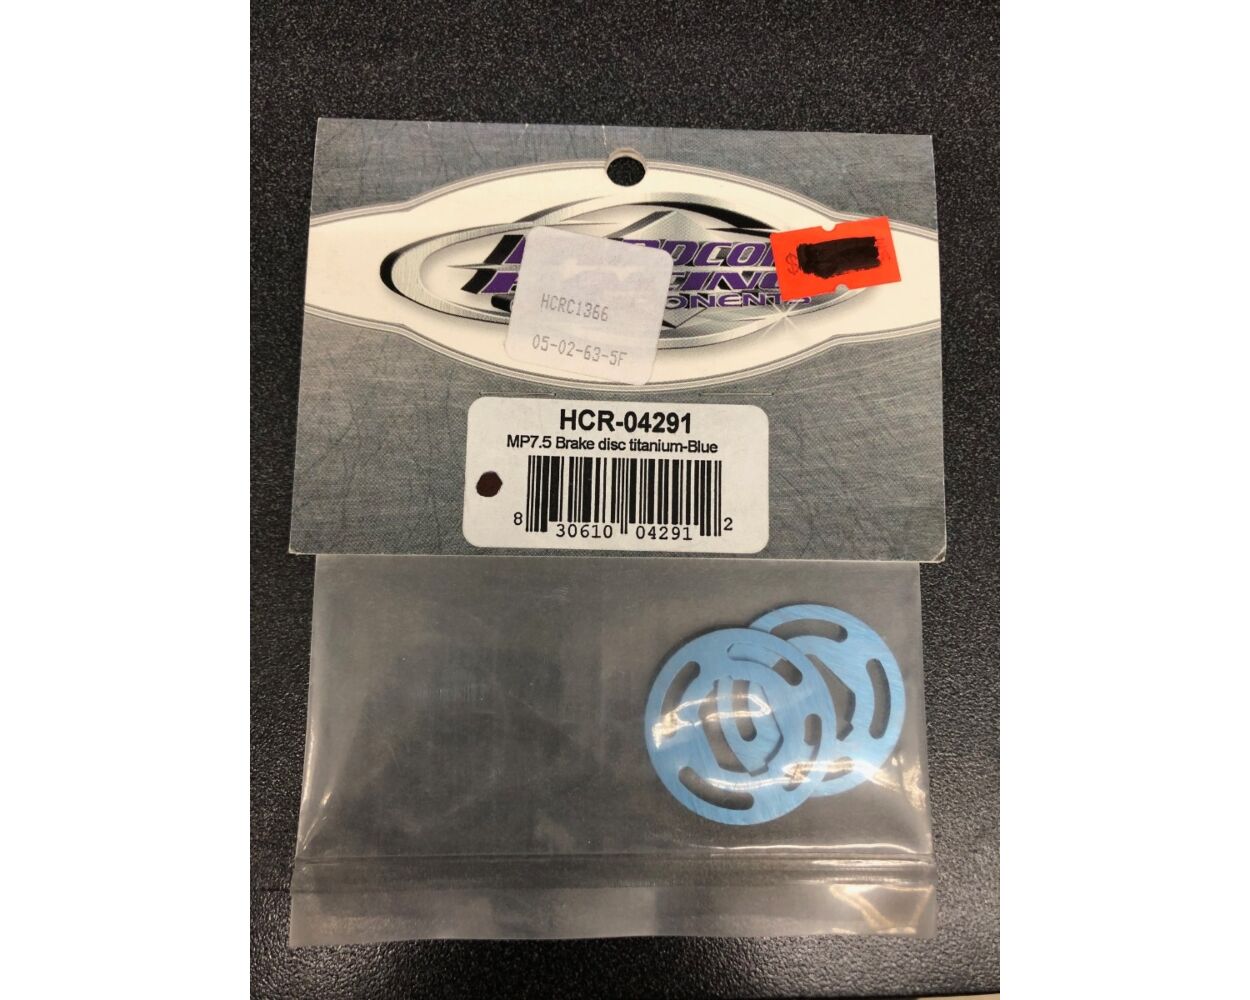 HCRC1366
05-02-63-5F
HCR-04291
MP7.5 Brake disc titanium-Blue
8 30610 04291 2